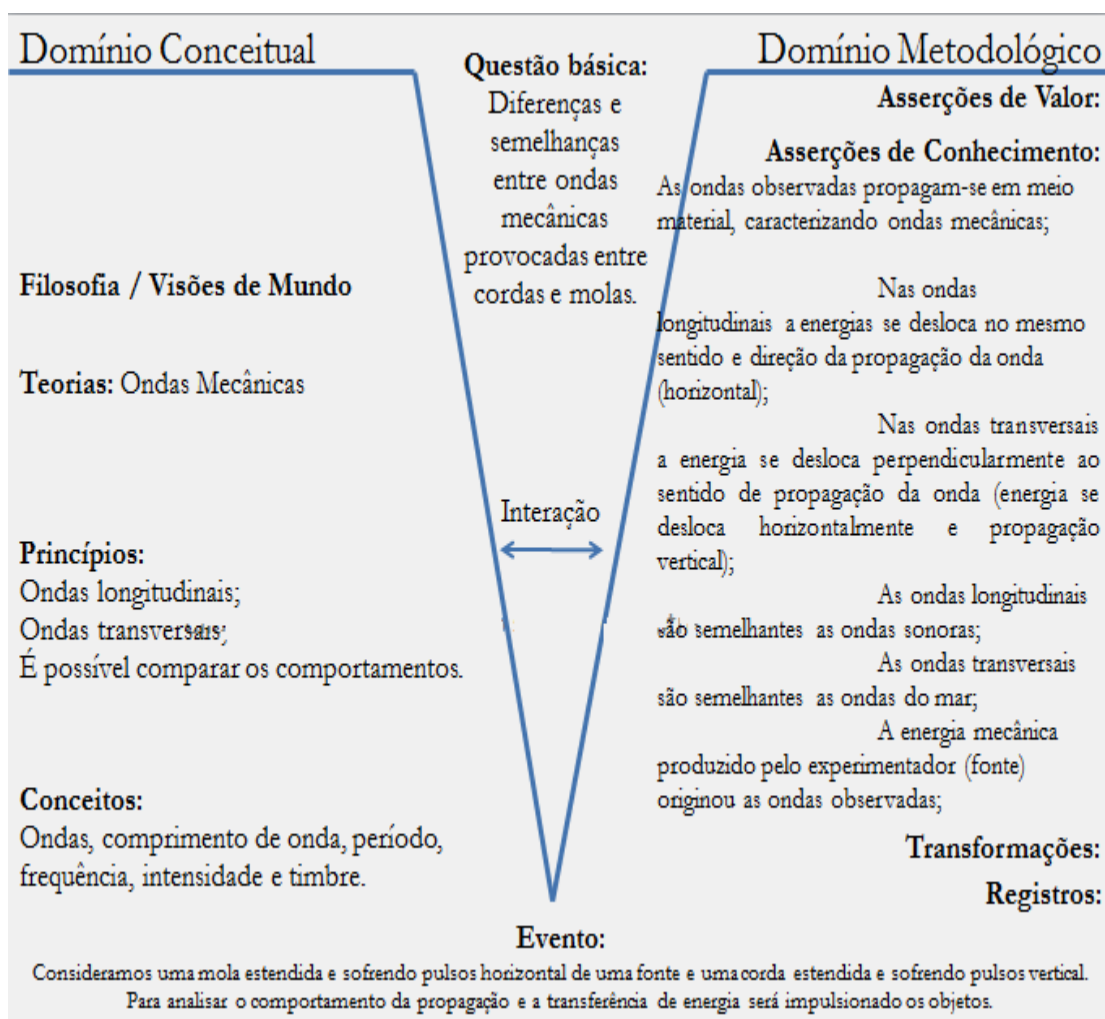 Domínio Conceitual
Filosofia / Visões de Mundo
Teorias: Ondas Mecânicas
Princípios:
Ondas longitudinais;
Ondas transversais;
É possível comparar os comportamentos.
Conceitos:
Ondas, comprimento de onda, período,
frequência, intensidade e timbre.
Questão básica:
Diferenças e
semelhanças
entre ondas
mecânicas
provocadas entre
cordas e molas.
Interação
Domínio Metodológico
Asserções de Valor:
Asserções de Conhecimento:
As ondas observadas propagam-se em meio
material, caracterizando ondas mecânicas;
Nas ondas
longitudinais a energias se desloca no mesmo
sentido e direção da propagação da onda
(horizontal);
Nas ondas transversais
a energia se desloca perpendicularmente ao
sentido de propagação da onda (energia se
desloca horizontalmente e propagação
vertical);
As ondas longitudinais
são semelhantes as ondas sonoras;
As ondas transversais
são semelhantes as ondas do mar;
A energia mecânica
produzido pelo experimentador (fonte)
originou as ondas observadas;
Transformações:
Registros:
Evento:
Consideramos uma mola estendida e sofrendo pulsos horizontal de uma fonte e uma corda estendida e sofrendo pulsos vertical.
Para analisar o comportamento da propagação e a transferência de energia será impulsionado os objetos.